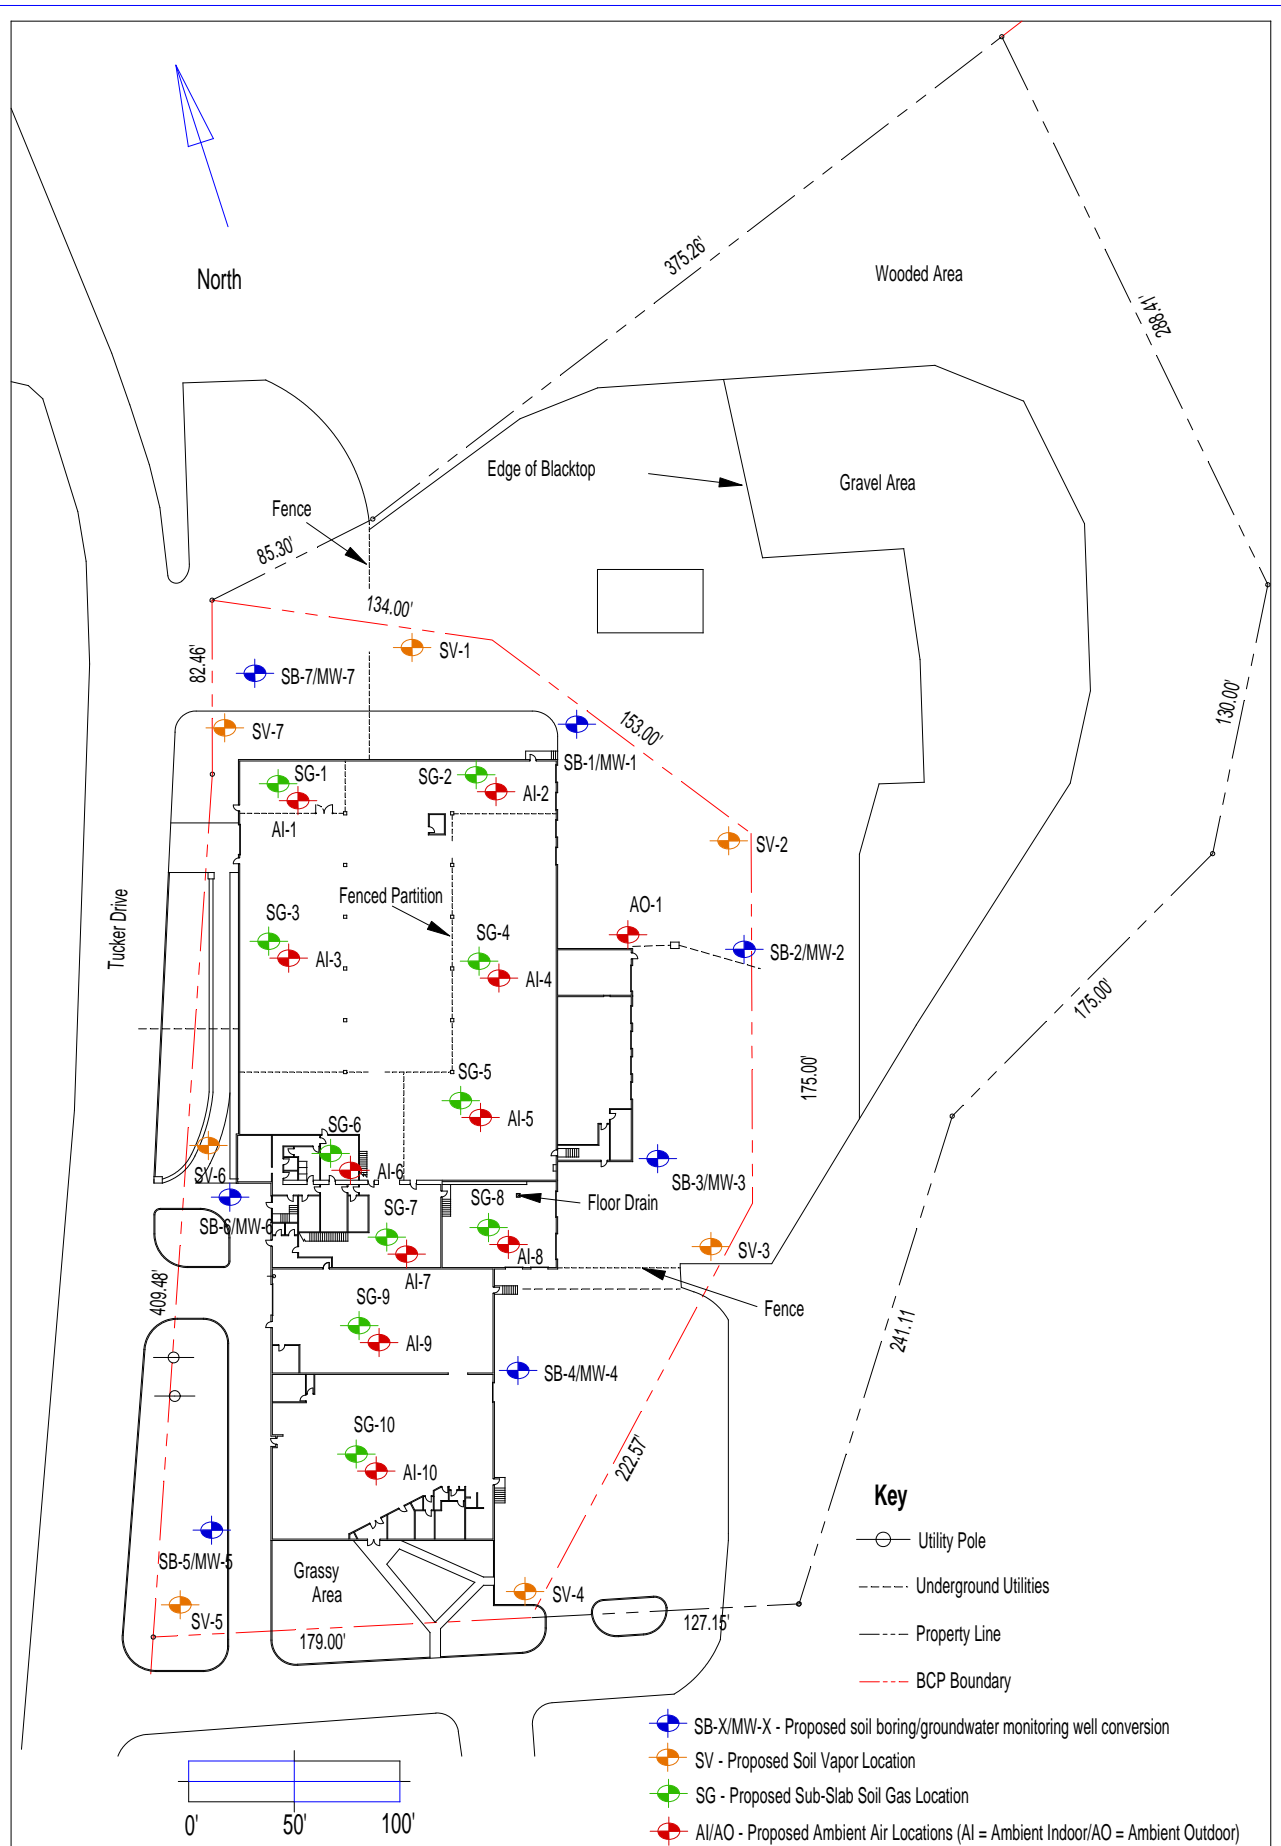 North
375.26'
Wooded Area
288.41'
Edge of Blacktop
Gravel Area
Fence
85.30'
134.00'
SV-1
82.46'
SB-7/MW-7
SV-7
153.00'
130.00'
SB-1/MW-1
SG-1
SG-2
AI-1
AI-2
SV-2
Fenced Partition
AO-1
Tucker Drive
SG-3
AI-3
SG-4
AI-4
SB-2/MW-2
175.00'
175.00'
SG-5
AI-5
SG-6
AI-6
SV-6
SB-3/MW-3
SB-6/MW-6
SG-7
SG-8
Floor Drain
AI-7
AI-8
SV-3
409.48'
SG-9
AI-9
Fence
241.11
SB-4/MW-4
SG-10
AI-10
222.57'
SB-5/MW-5
SV-5
Grassy
Area
SV-4
179.00'
127.15'
Key
Utility Pole
Underground Utilities
Property Line
BCP Boundary
SB-X/MW-X - Proposed soil boring/groundwater monitoring well conversion
SV - Proposed Soil Vapor Location
SG - Proposed Sub-Slab Soil Gas Location
AI/AO - Proposed Ambient Air Locations (AI = Ambient Indoor/AO = Ambient Outdoor)
0'
50'
100'